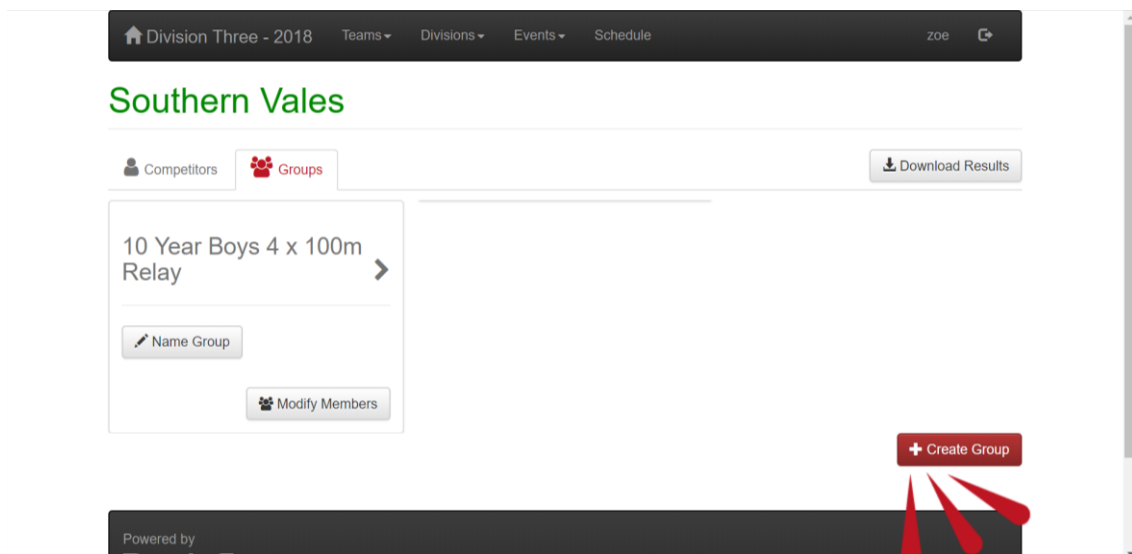 Division Three - 2018 Teams Divisions Events Schedule zoe
Southern Vales
Competitors Groups Download Results
10 Year Boys 4 x 100m
Relay
Name Group
Modify Members
Create Group
Powered by